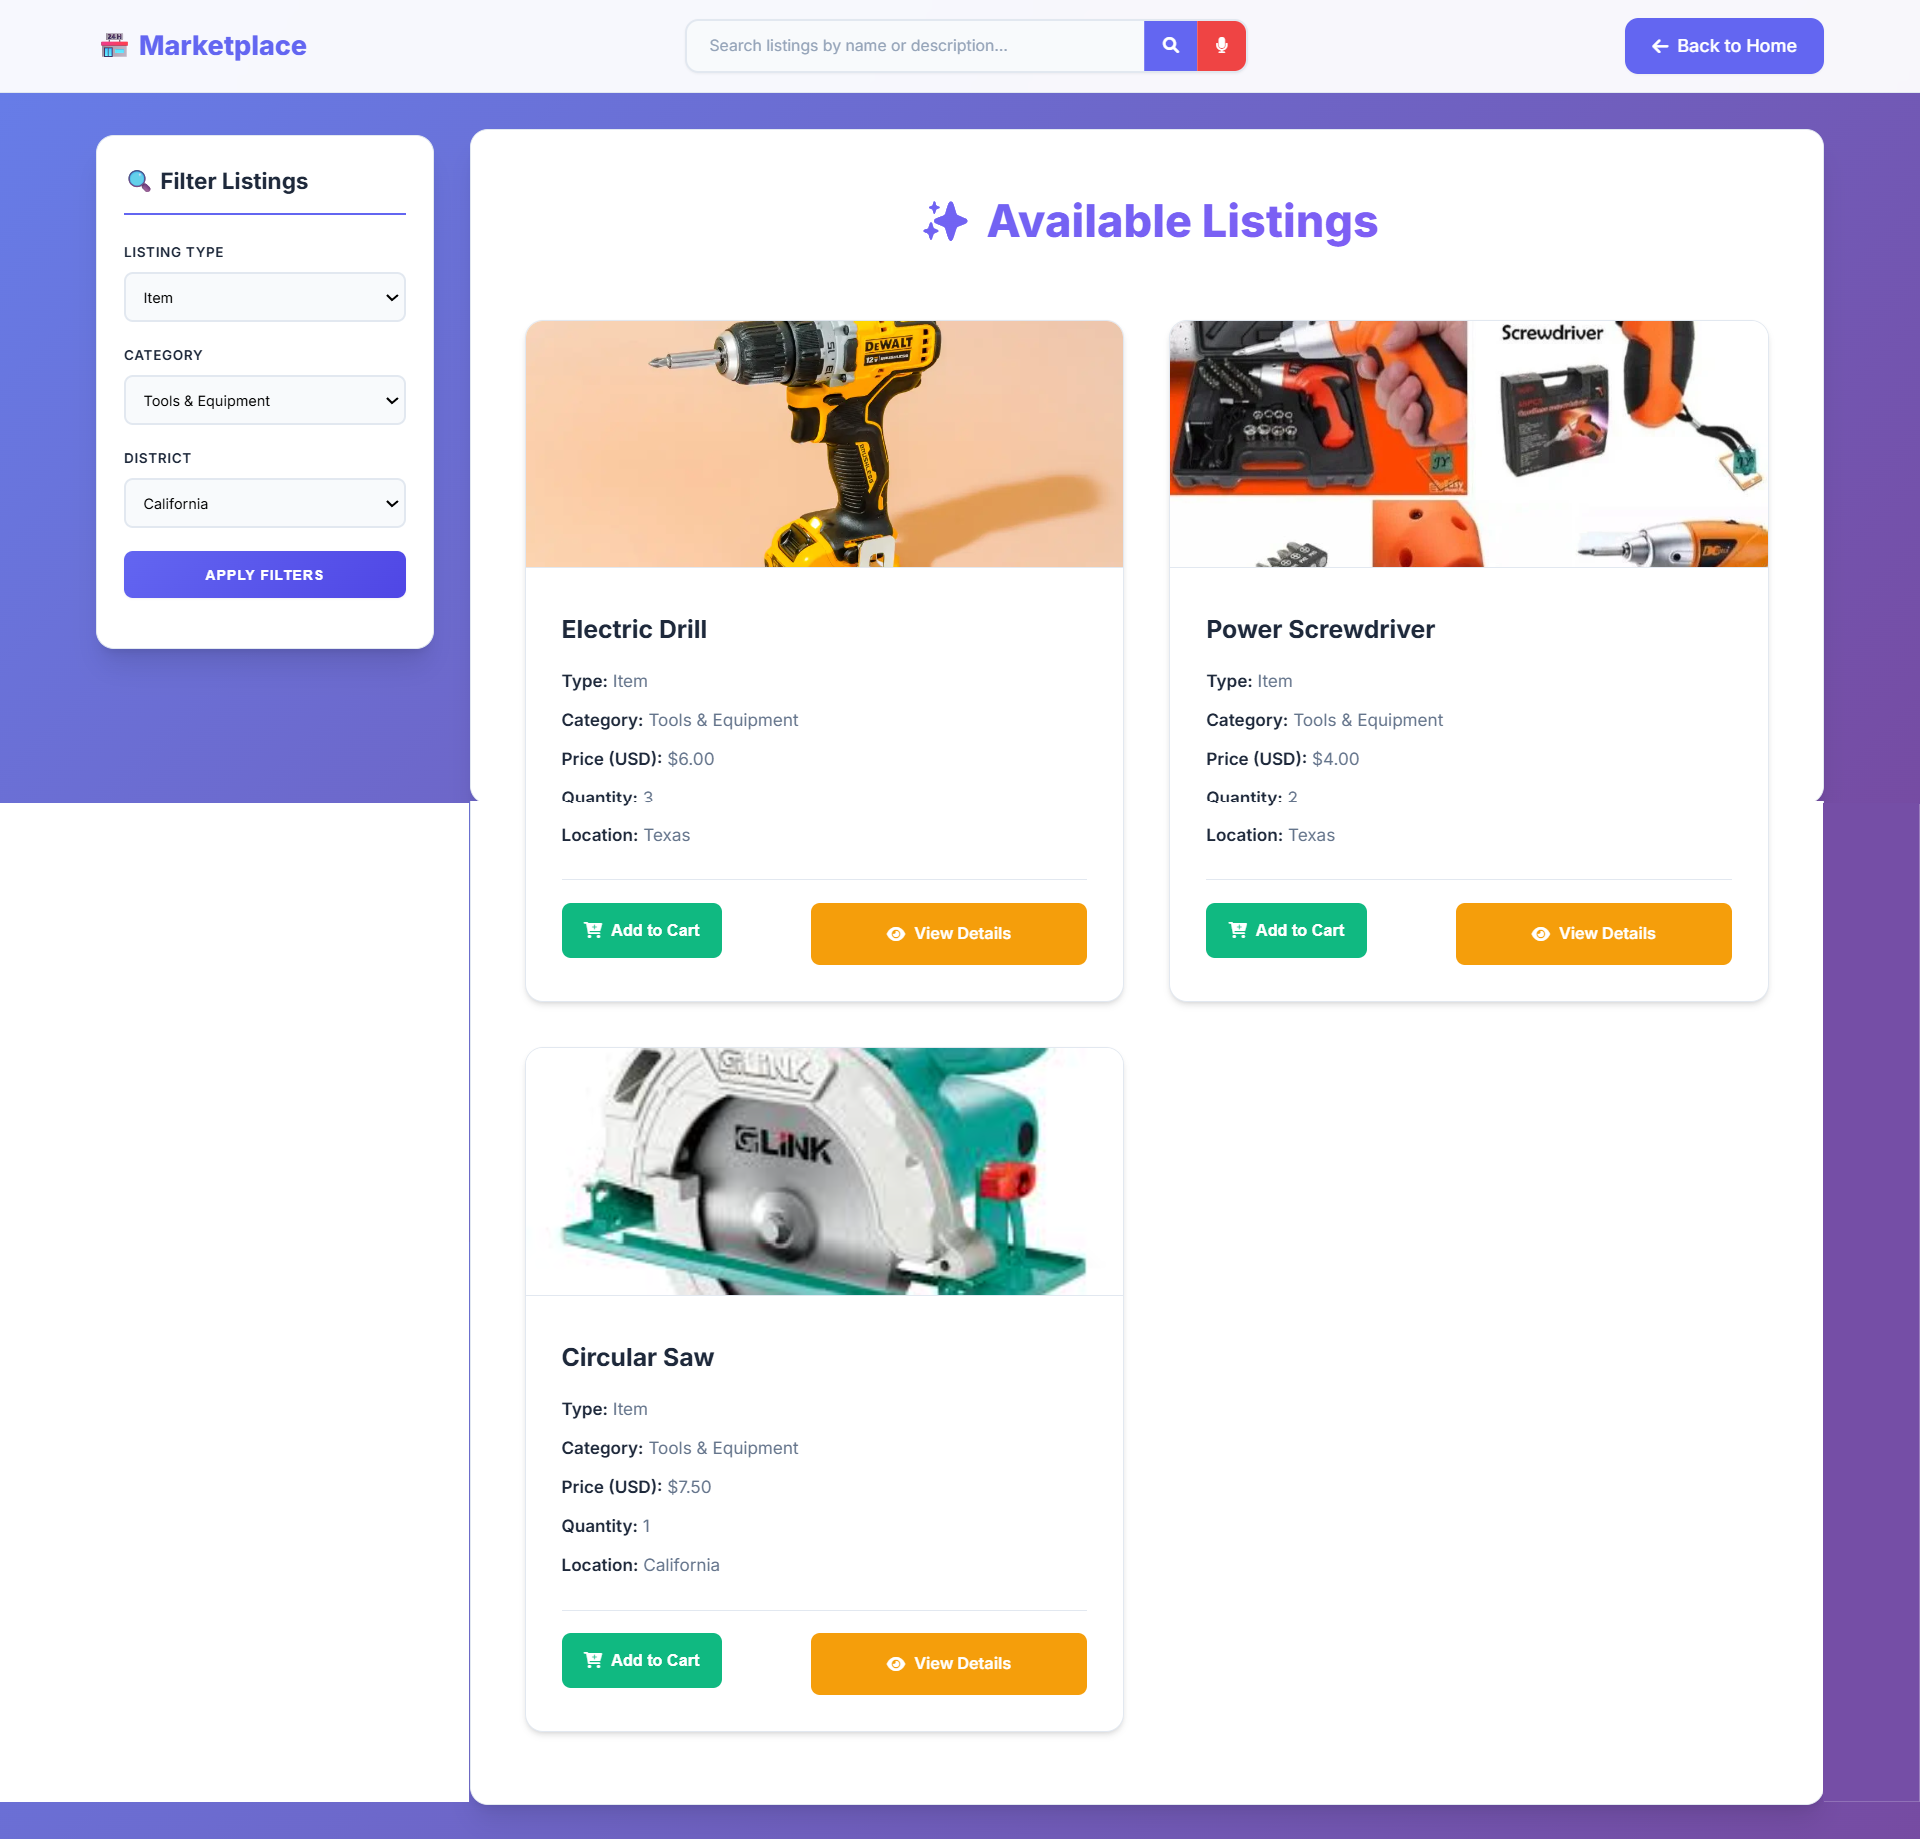 Marketplace
Search listings by name or description...
Back to Home
Filter Listings
LISTING TYPE
Item
CATEGORY
Tools & Equipment
DISTRICT
California
APPLY FILTERS
Available Listings
DEWALT
Screwdriver
Electric Drill
Type: Item
Category: Tools & Equipment
Price (USD): $6.00
Quantity: 3
Location: Texas
Add to Cart
View Details
Power Screwdriver
Type: Item
Category: Tools & Equipment
Price (USD): $4.00
Quantity: 2
Location: Texas
Add to Cart
View Details
GLINK
GLINK
Circular Saw
Type: Item
Category: Tools & Equipment
Price (USD): $7.50
Quantity: 1
Location: California
Add to Cart
View Details